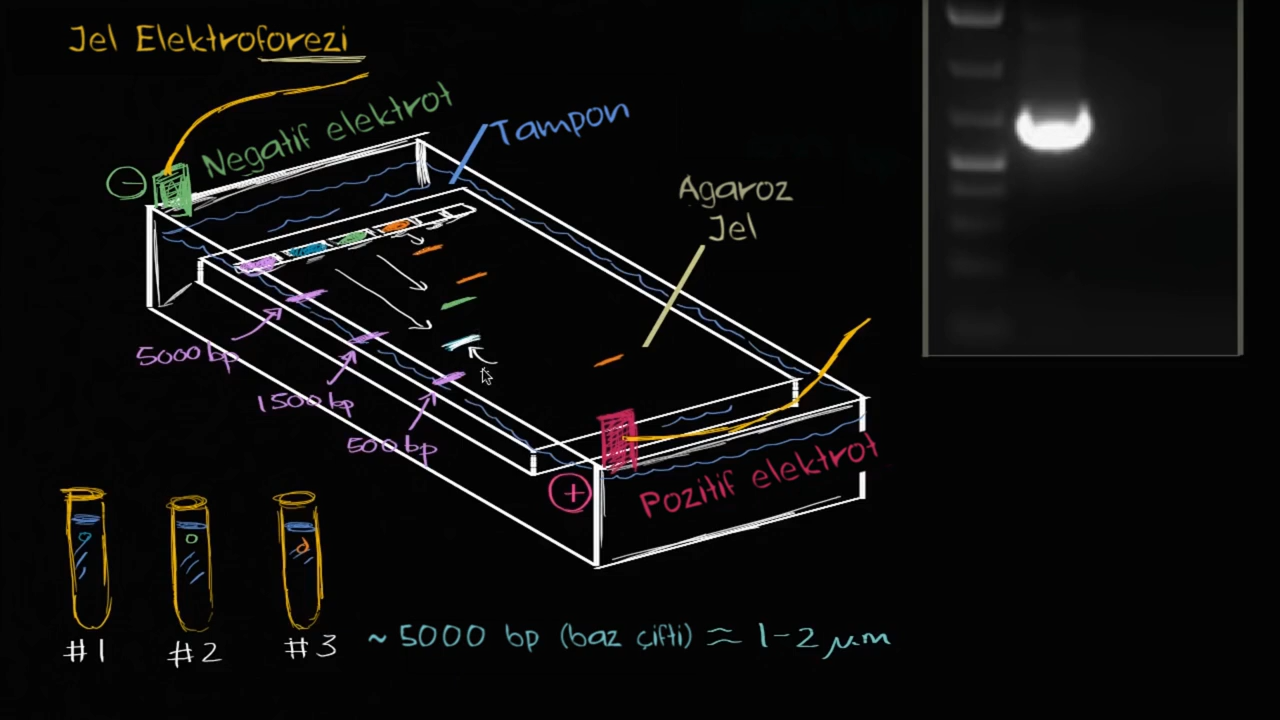 Jel Elektroforezi
Negatif elektrot
Tampon
Agaroz
Jel
5000 bp
1500 bp
500 bp
Pozitif elektrot
#1
#2
#3
~ 5000 bp (baz çifti) ≈ 1-2 µm